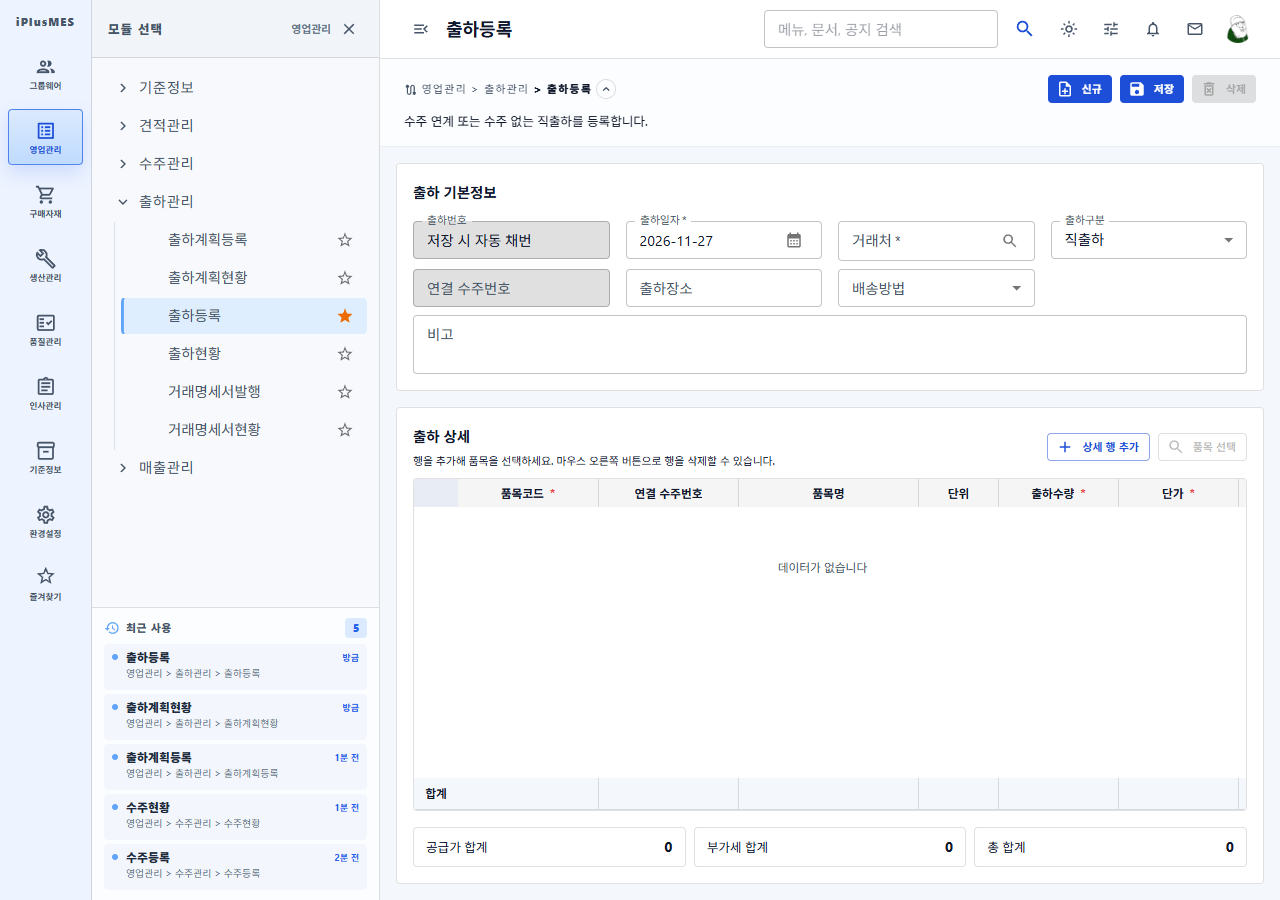 iPlusMES
그룹웨어
영업관리
구매자재
생산관리
품질관리
인사관리
기준정보
환경설정
즐겨찾기
모듈 선택
영업관리
기준정보
견적관리
수주관리
출하관리
출하계획등록
출하계획현황
출하등록
출하현황
거래명세서발행
거래명세서현황
매출관리
최근 사용
5
출하등록
방금
영업관리 > 출하관리 > 출하등록
출하계획현황
방금
영업관리 > 출하관리 > 출하계획현황
출하계획등록
1분 전
영업관리 > 출하관리 > 출하계획등록
수주현황
1분 전
영업관리 > 수주관리 > 수주현황
수주등록
2분 전
영업관리 > 수주관리 > 수주등록
출하등록
메뉴, 문서, 공지 검색
영업관리 > 출하관리 > 출하등록
신규
저장
삭제
수주 연계 또는 수주 없는 직출하를 등록합니다.
출하 기본정보
출하번호
저장 시 자동 채번
출하일자 *
2026-11-27
거래처 *
출하구분
직출하
연결 수주번호
출하장소
배송방법
비고
출하 상세
행을 추가해 품목을 선택하세요. 마우스 오른쪽 버튼으로 행을 삭제할 수 있습니다.
상세 행 추가
품목 선택
품목코드 *
연결 수주번호
품목명
단위
출하수량 *
단가 *
데이터가 없습니다
합계
공급가 합계
0
부가세 합계
0
총 합계
0